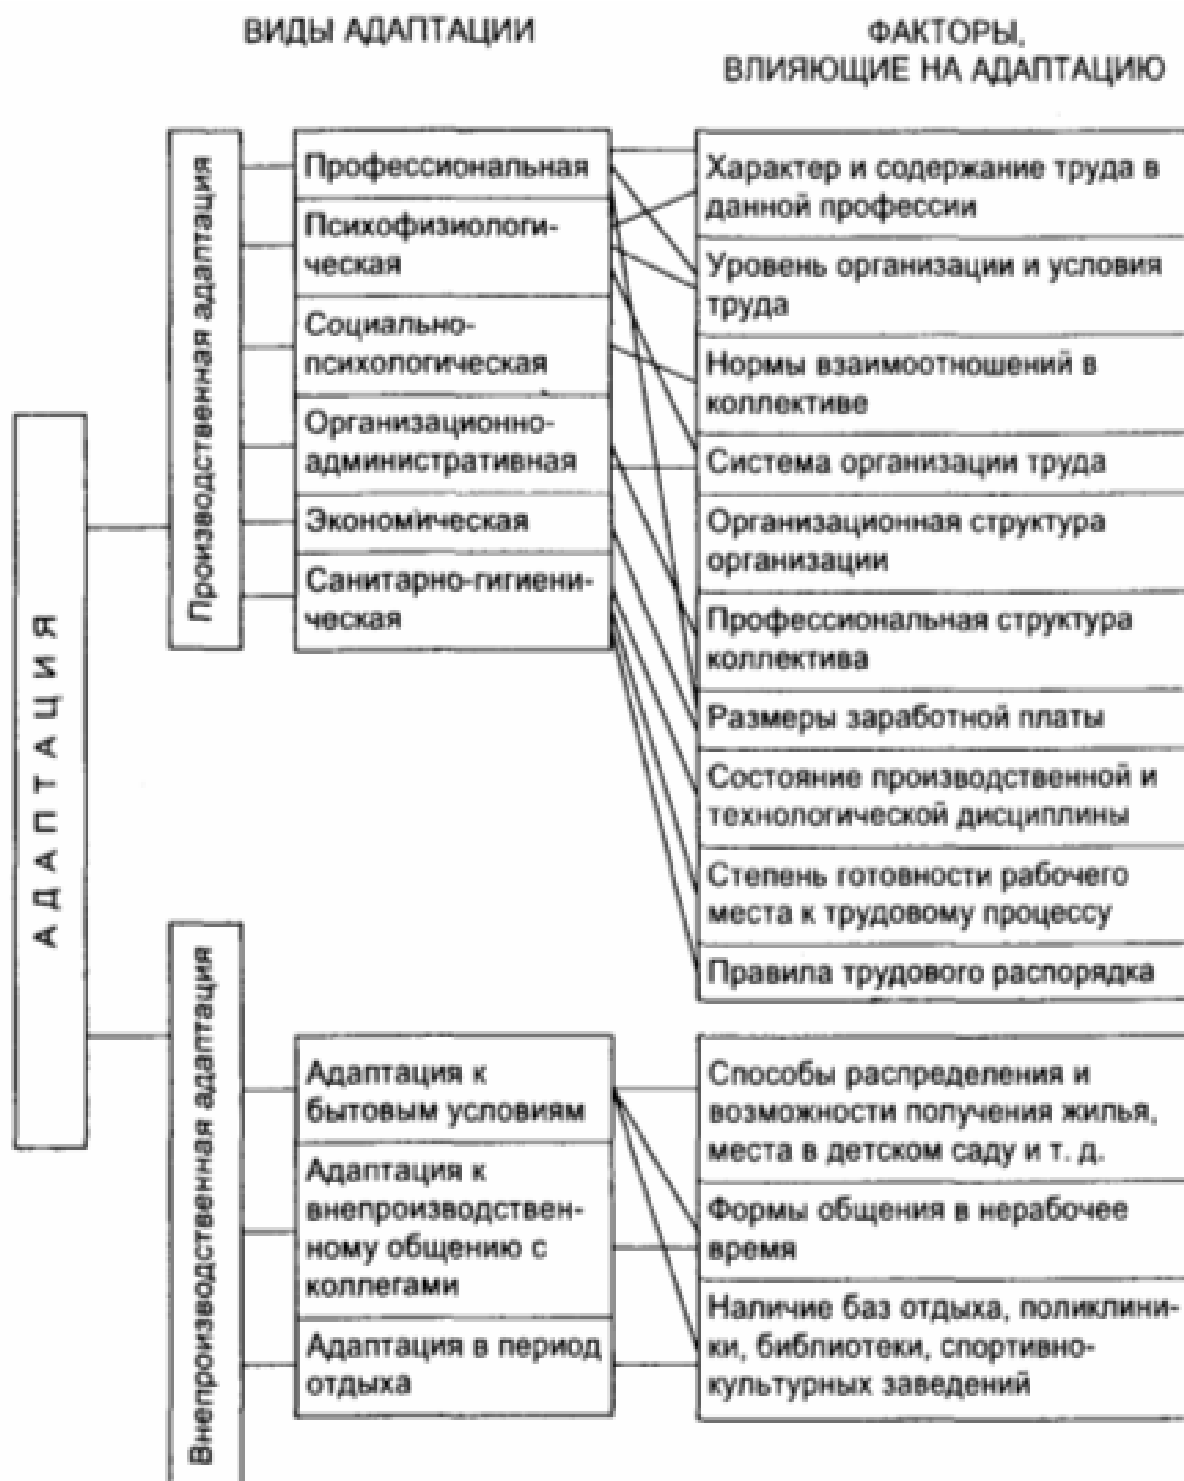 ВИДЫ АДАПТАЦИИ
ФАКТОРЫ,
ВЛИЯЮЩИЕ НА АДАПТАЦИЮ
АДАПТАЦИЯ
Производственная адаптация
Профессиональная
Психофизиологи-
ческая
Социально-
психологическая
Организационно-
административная
Экономическая
Санитарно-гигиени-
ческая
Характер и содержание труда в
данной профессии
Уровень организации и условия
труда
Нормы взаимоотношений в
коллективе
Система организации труда
Организационная структура
организации
Профессиональная структура
коллектива
Размеры заработной платы
Состояние производственной и
технологической дисциплины
Степень готовности рабочего
места к трудовому процессу
Правила трудового распорядка
Внепроизводственная адаптация
Адаптация к
бытовым условиям
Адаптация к
внепроизводствен-
ному общению с
коллегами
Адаптация в период
отдыха
Способы распределения и
возможности получения жилья,
места в детском саду и т. д.
Формы общения в нерабочее
время
Наличие баз отдыха, поликлини-
ки, библиотеки, спортивно-
культурных заведений